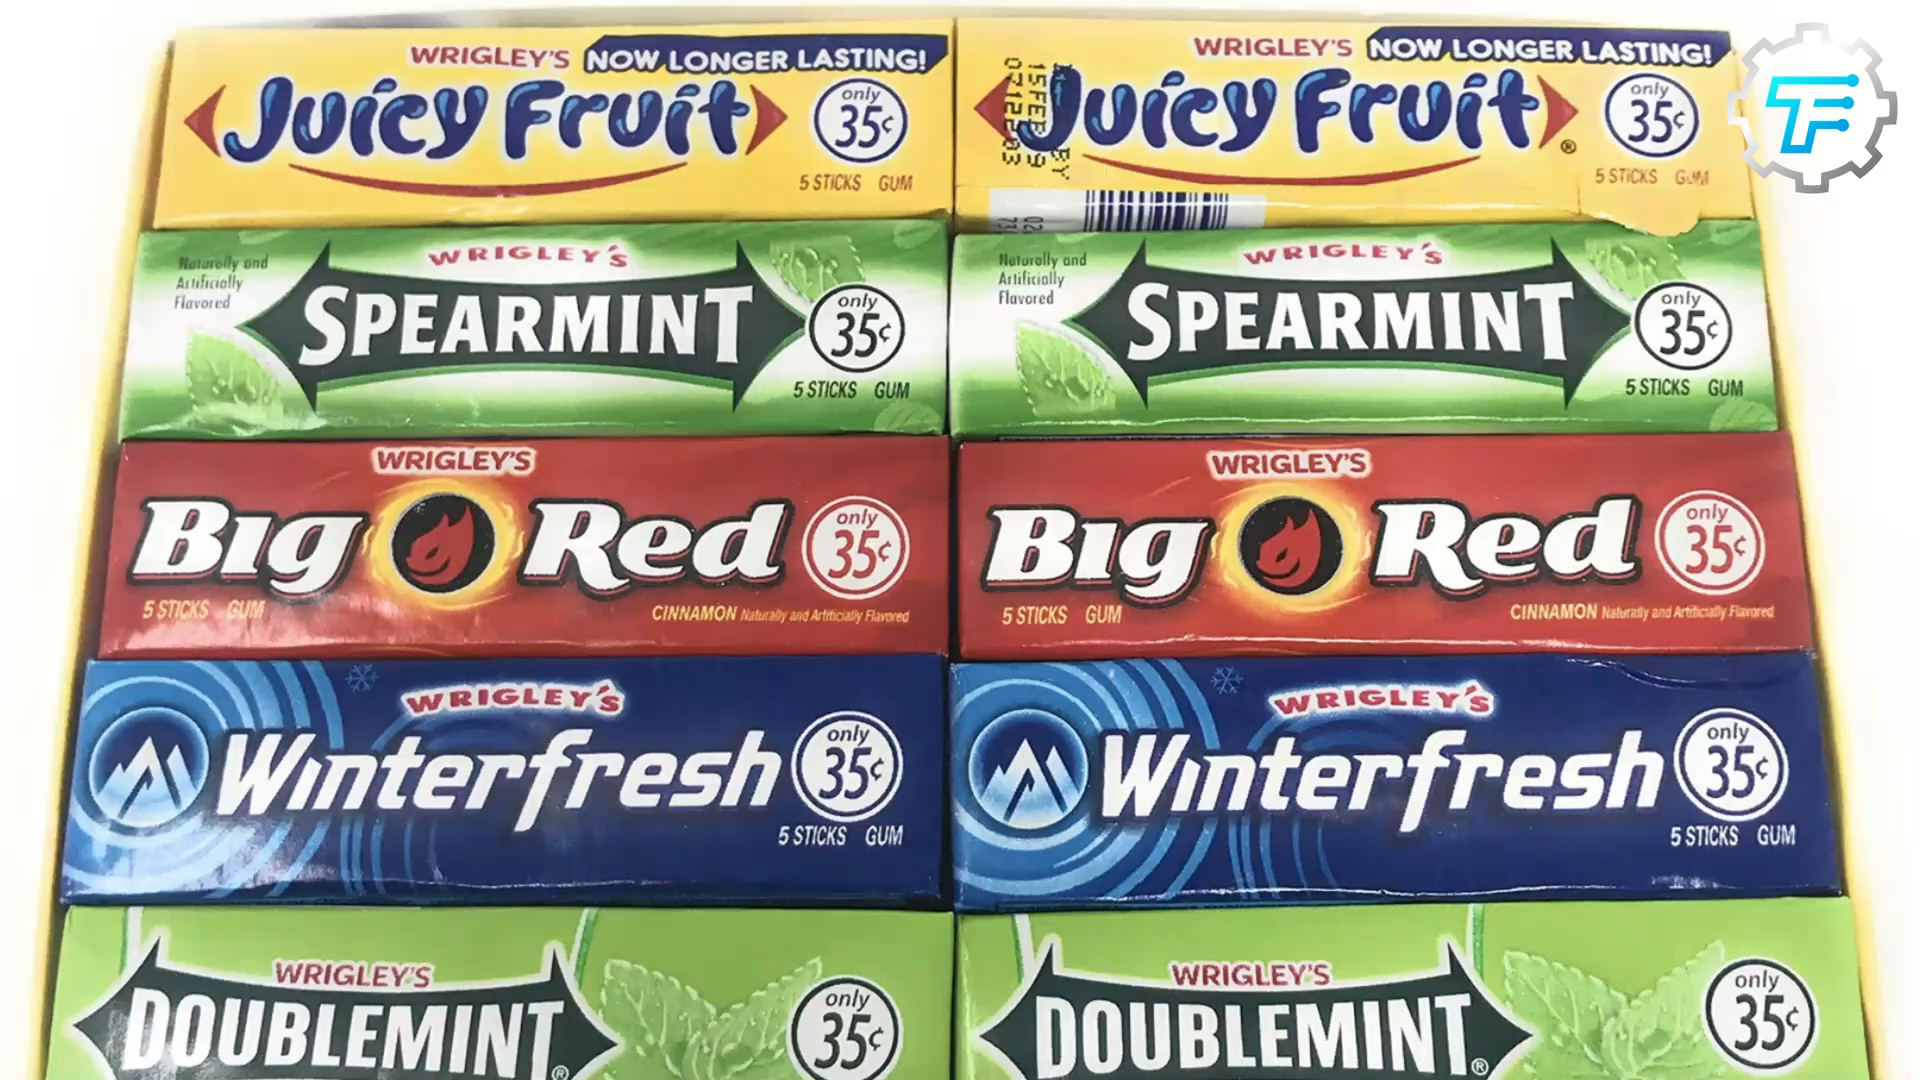 WRIGLEY'S NOW LONGER LASTING!
Juicy Fruit
only
35¢
5 STICKS GUM
WRIGLEY'S NOW LONGER LASTING!
Juicy Fruit®
only
35¢
5 STICKS GUM
TF
WRIGLEY'S
Naturally and
Artificially
Flavored
SPEARMINT
only
35¢
5 STICKS GUM
WRIGLEY'S
Naturally and
Artificially
Flavored
SPEARMINT
only
35¢
5 STICKS GUM
WRIGLEY'S
Big Red
only
35¢
5 STICKS GUM
CINNAMON Naturally and Artificially Flavored
WRIGLEY'S
Big Red
only
35¢
5 STICKS GUM
CINNAMON Naturally and Artificially Flavored
WRIGLEY'S
Winterfresh
only
35¢
5 STICKS GUM
WRIGLEY'S
Winterfresh
only
35¢
5 STICKS GUM
WRIGLEY'S
DOUBLEMINT®
only
35¢
WRIGLEY'S
DOUBLEMINT®
only
35¢